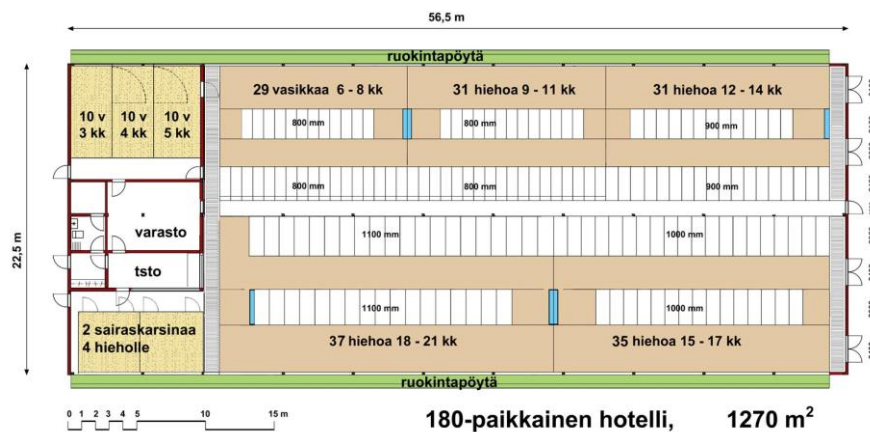 56,5 m
ruokintapöytä
29 vasikkaa 6 - 8 kk
31 hiehoa 9 - 11 kk
31 hiehoa 12 - 14 kk
10 v
3 kk
10 v
4 kk
10 v
5 kk
800 mm
800 mm
900 mm
800 mm
800 mm
900 mm
22,5 m
varasto
1100 mm
1000 mm
tsto
1100 mm
1000 mm
2 sairaskarsinaa
4 hieholle
37 hiehoa 18 - 21 kk
35 hiehoa 15 - 17 kk
ruokintapöytä
0 1 2 3 4 5 10 15 m
180-paikkainen hotelli, 1270 m²